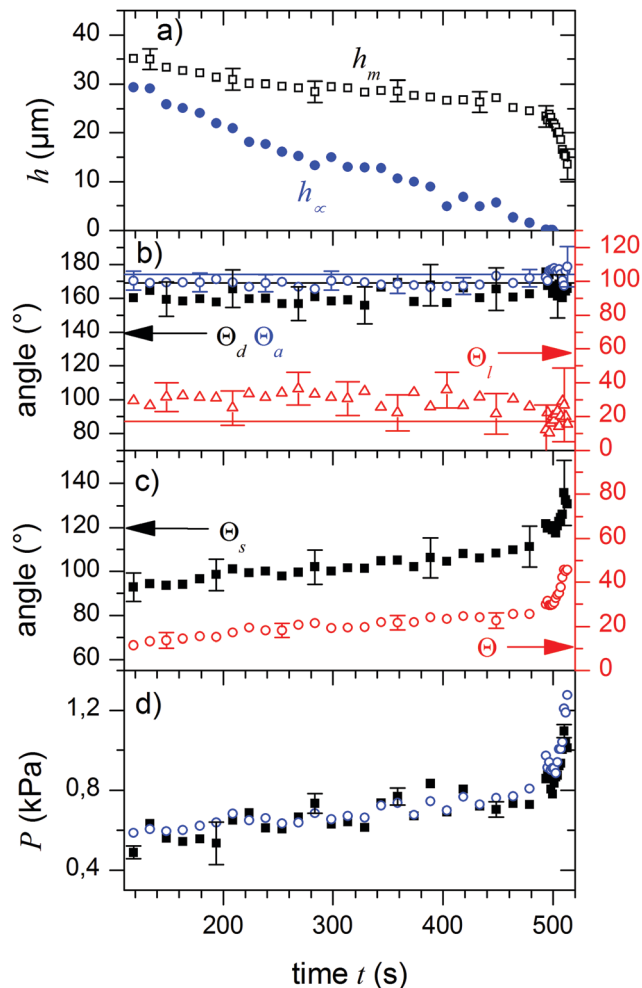 a)
h_m
h_∝
40
30
20
10
0
h (µm)
b)
180
160
140
120
100
80
angle (°)
Θ_d Θ_a
Θ_l
120
100
80
60
40
20
0
c)
140
120
100
80
60
angle (°)
Θ_s
Θ
80
60
40
20
0
d)
1,2
0,8
0,4
P (kPa)
200 300 400 500
time t (s)